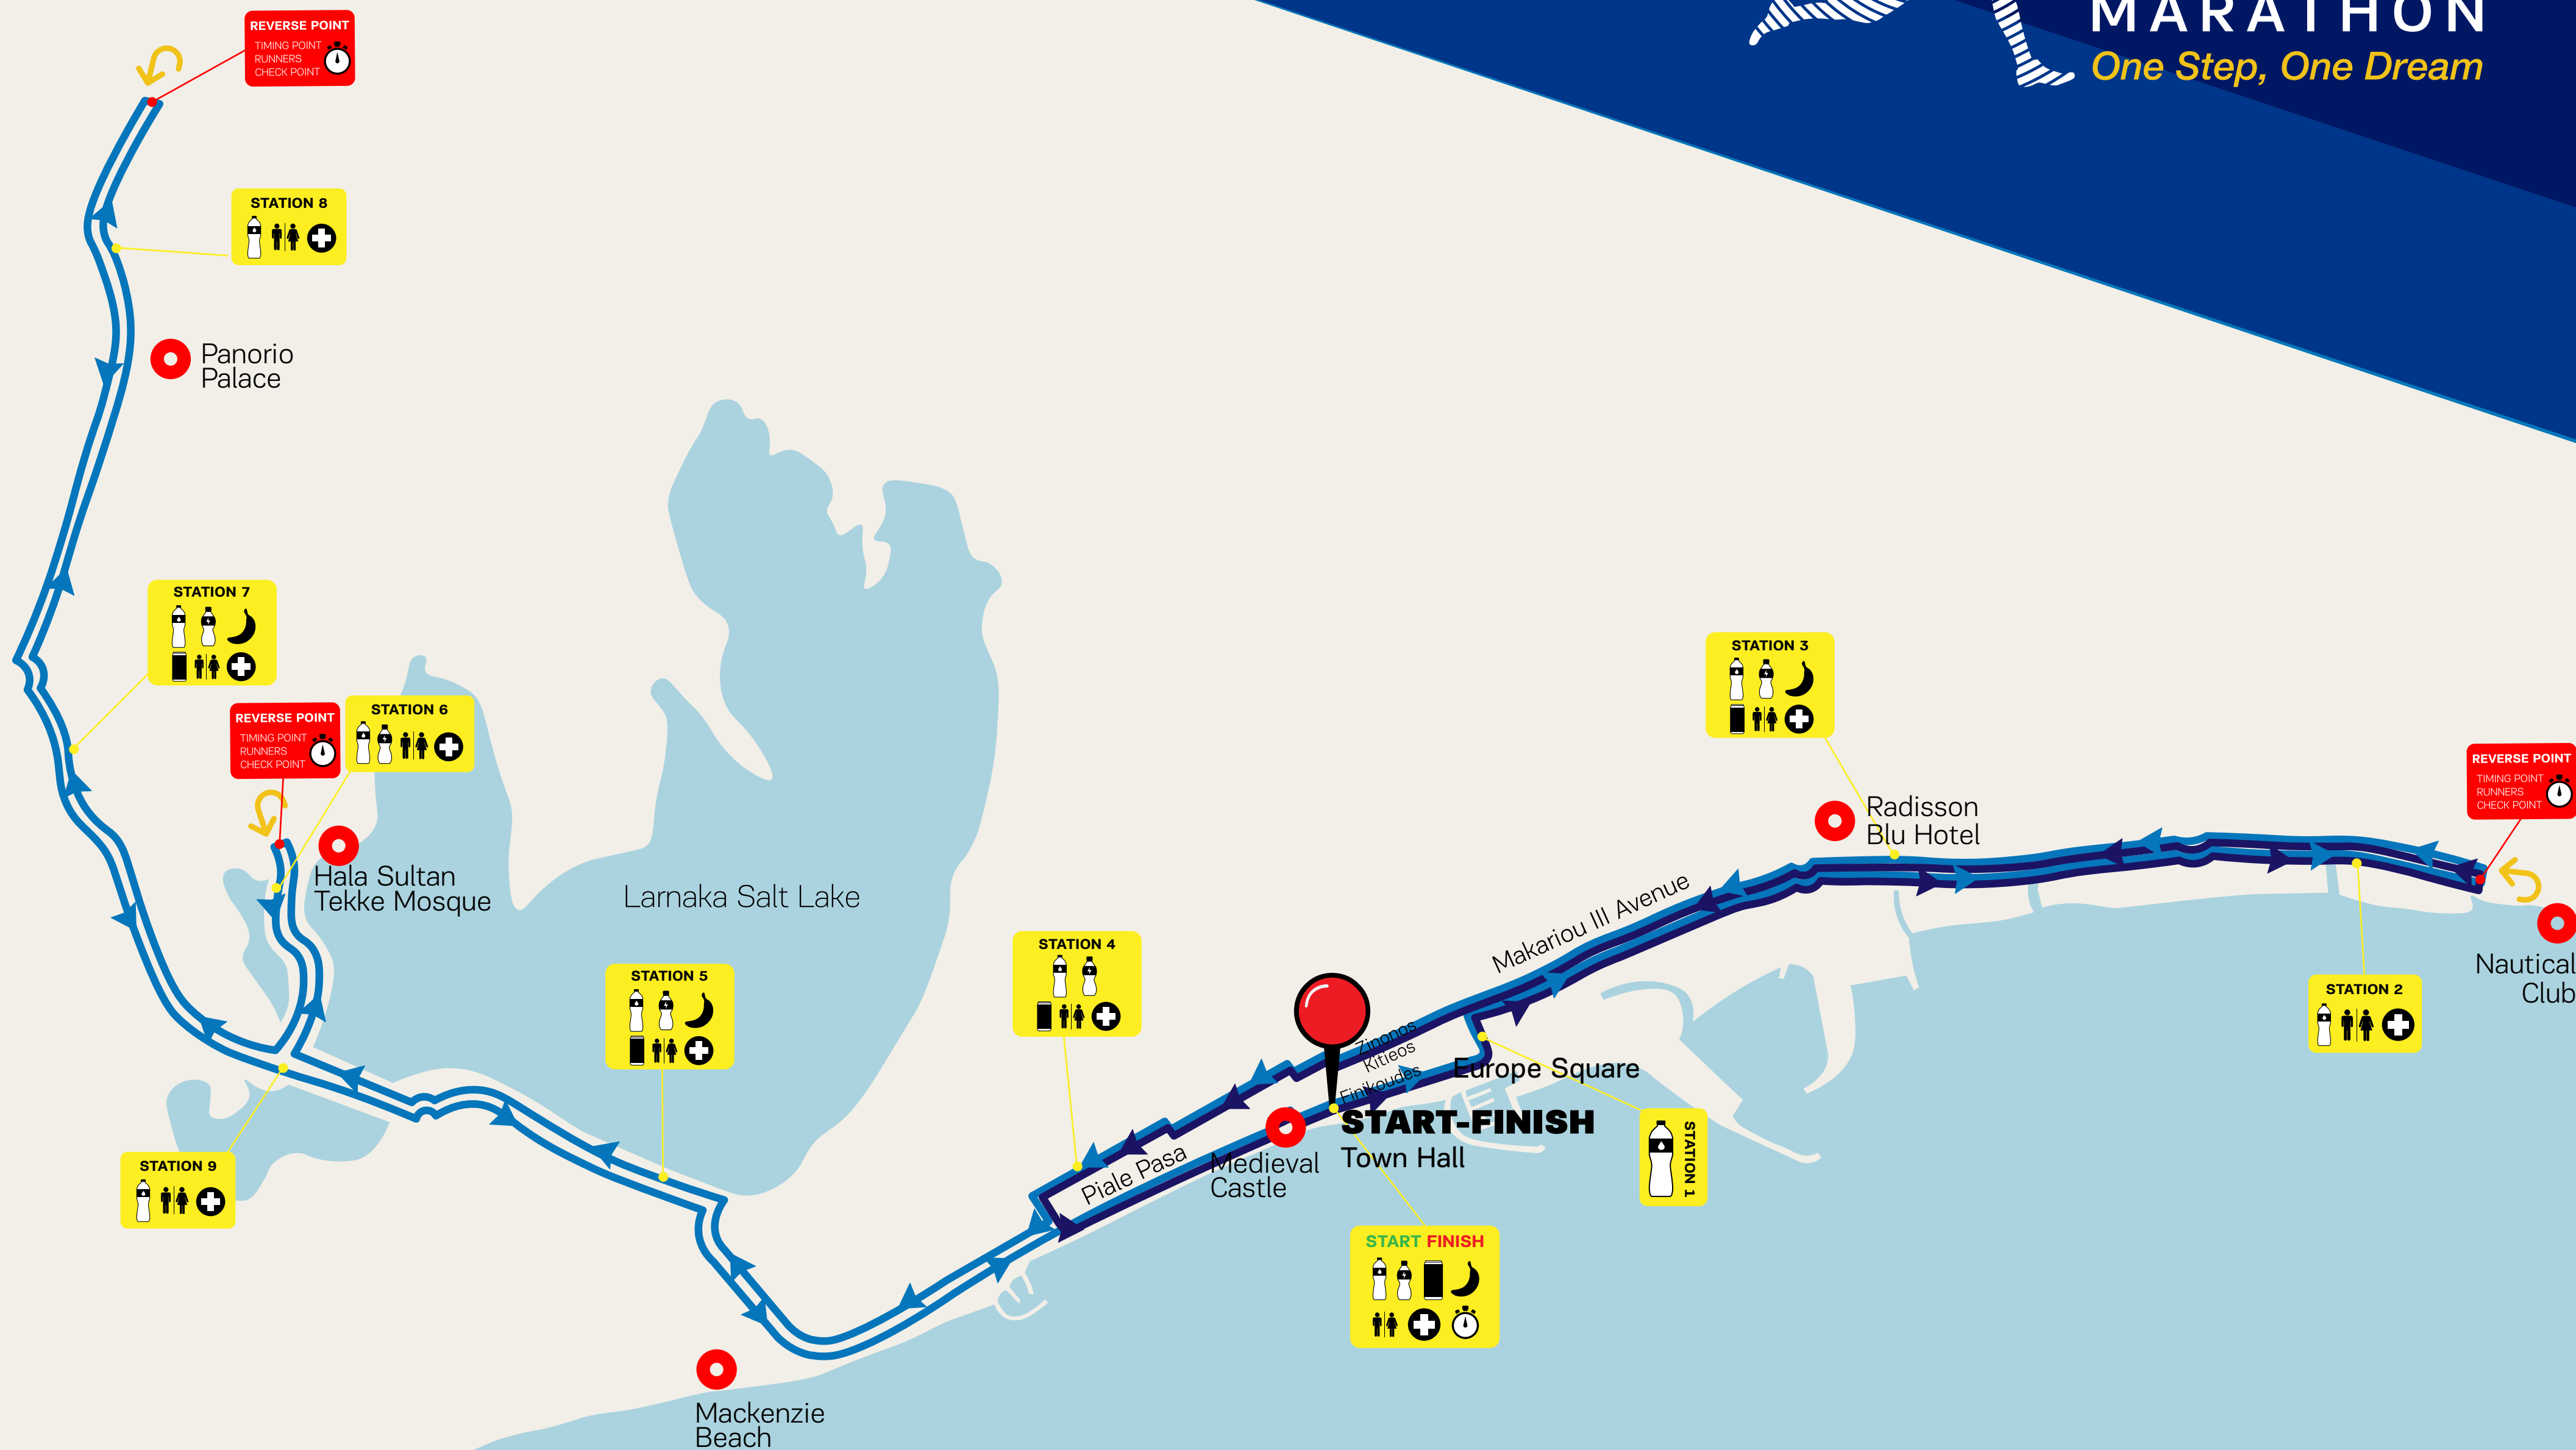 MARATHON
One Step, One Dream
REVERSE POINT
TIMING POINT
RUNNERS
CHECK POINT
STATION 8
Panorio
Palace
STATION 7
REVERSE POINT
TIMING POINT
RUNNERS
CHECK POINT
STATION 6
Hala Sultan
Tekke Mosque
Larnaka Salt Lake
STATION 9
STATION 5
STATION 4
Mackenzie
Beach
Piale Pasa
Medieval
Castle
Zinonos
Kitieos
Finikoudes
Europe Square
START-FINISH
Town Hall
START FINISH
STATION 1
Makariou III Avenue
STATION 3
Radisson
Blu Hotel
STATION 2
REVERSE POINT
TIMING POINT
RUNNERS
CHECK POINT
Nautical
Club